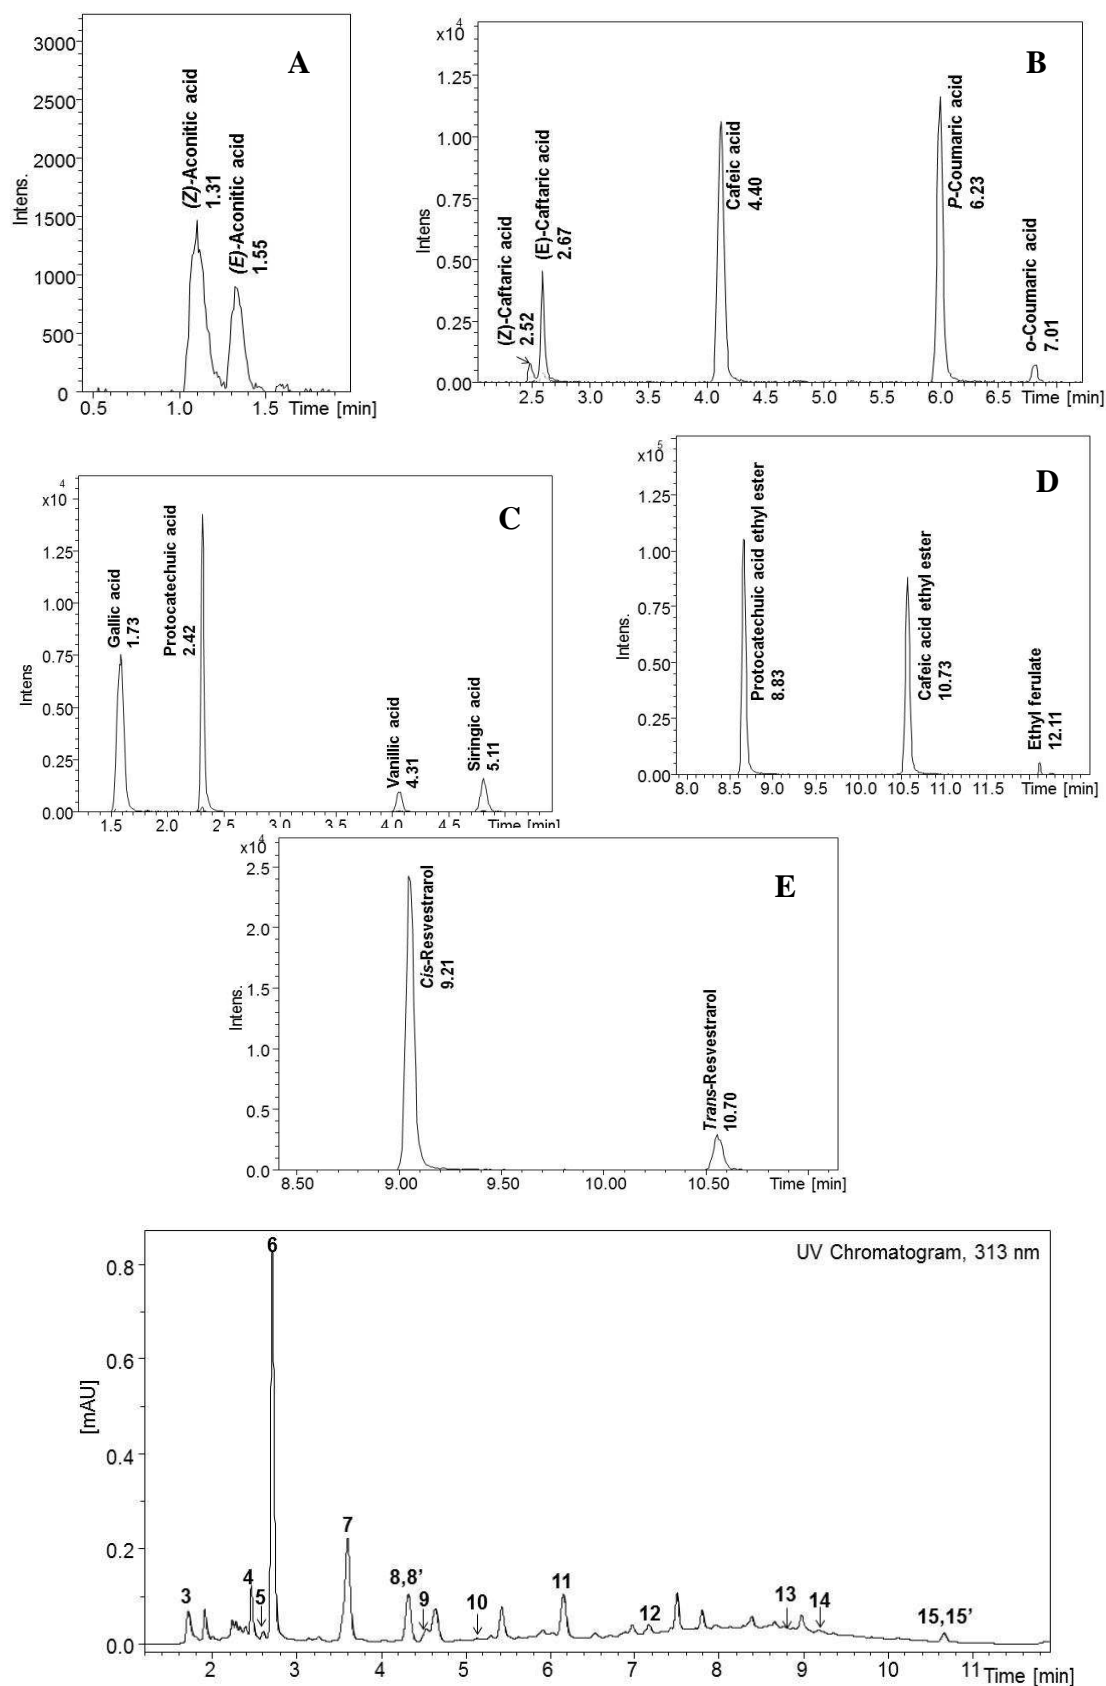 A
3000
2500
2000
1500
1000
500
0
Intens.
(Z)-Aconitic acid
1.31
(E)-Aconitic acid
1.55
0.5
1.0
1.5
Time [min]
B
x10
4
1.25
1.00
0.75
0.50
0.25
0.00
Intens
(Z)-Caftaric acid
2.52
(E)-Caftaric acid
2.67
Cafeic acid
4.40
P-Coumaric acid
6.23
o-Coumaric acid
7.01
2.5
3.0
3.5
4.0
4.5
5.0
5.5
6.0
6.5
Time [min]
C
x10
4
1.25
1.00
0.75
0.50
0.25
0.00
Intens
Gallic acid
1.73
Protocatechuic acid
2.42
Vanillic acid
4.31
Siringic acid
5.11
1.5
2.0
2.5
3.0
3.5
4.0
4.5
Time [min]
D
x10
5
1.25
1.00
0.75
0.50
0.25
0.00
Intens.
Protocatechuic acid ethyl ester
8.83
Cafeic acid ethyl ester
10.73
Ethyl ferulate
12.11
8.0
8.5
9.0
9.5
10.0
10.5
11.0
11.5
Time [min]
E
x10
4
2.5
2.0
1.5
1.0
0.5
0.0
Intens.
Cis-Resvestrarol
9.21
Trans-Resvestrarol
10.70
8.50
9.00
9.50
10.00
10.50
Time [min]
UV Chromatogram, 313 nm
0.8
0.6
0.4
0.2
0.0
[mAU]
3
4
5
6
7
8,8’
9
10
11
12
13
14
15,15’
2
3
4
5
6
7
8
9
10
11
Time [min]